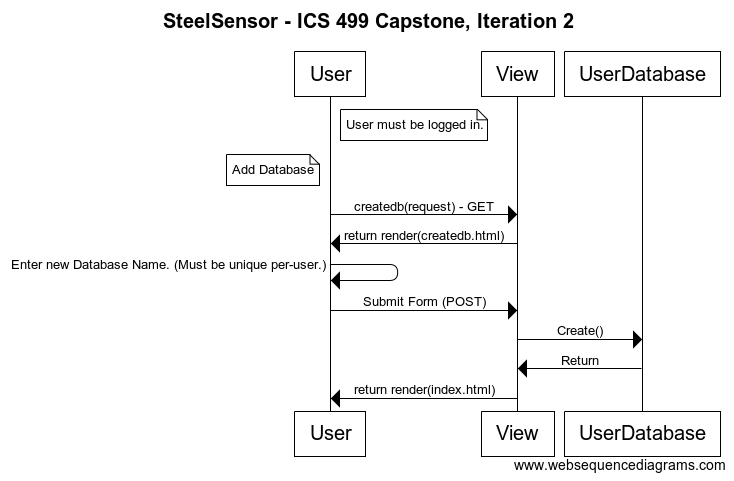 SteelSensor - ICS 499 Capstone, Iteration 2
User
View
UserDatabase
User must be logged in.
Add Database
createdb(request) - GET
return render(createdb.html)
Enter new Database Name. (Must be unique per-user.)
Submit Form (POST)
Create()
Return
return render(index.html)
User
View
UserDatabase
www.websequencediagrams.com